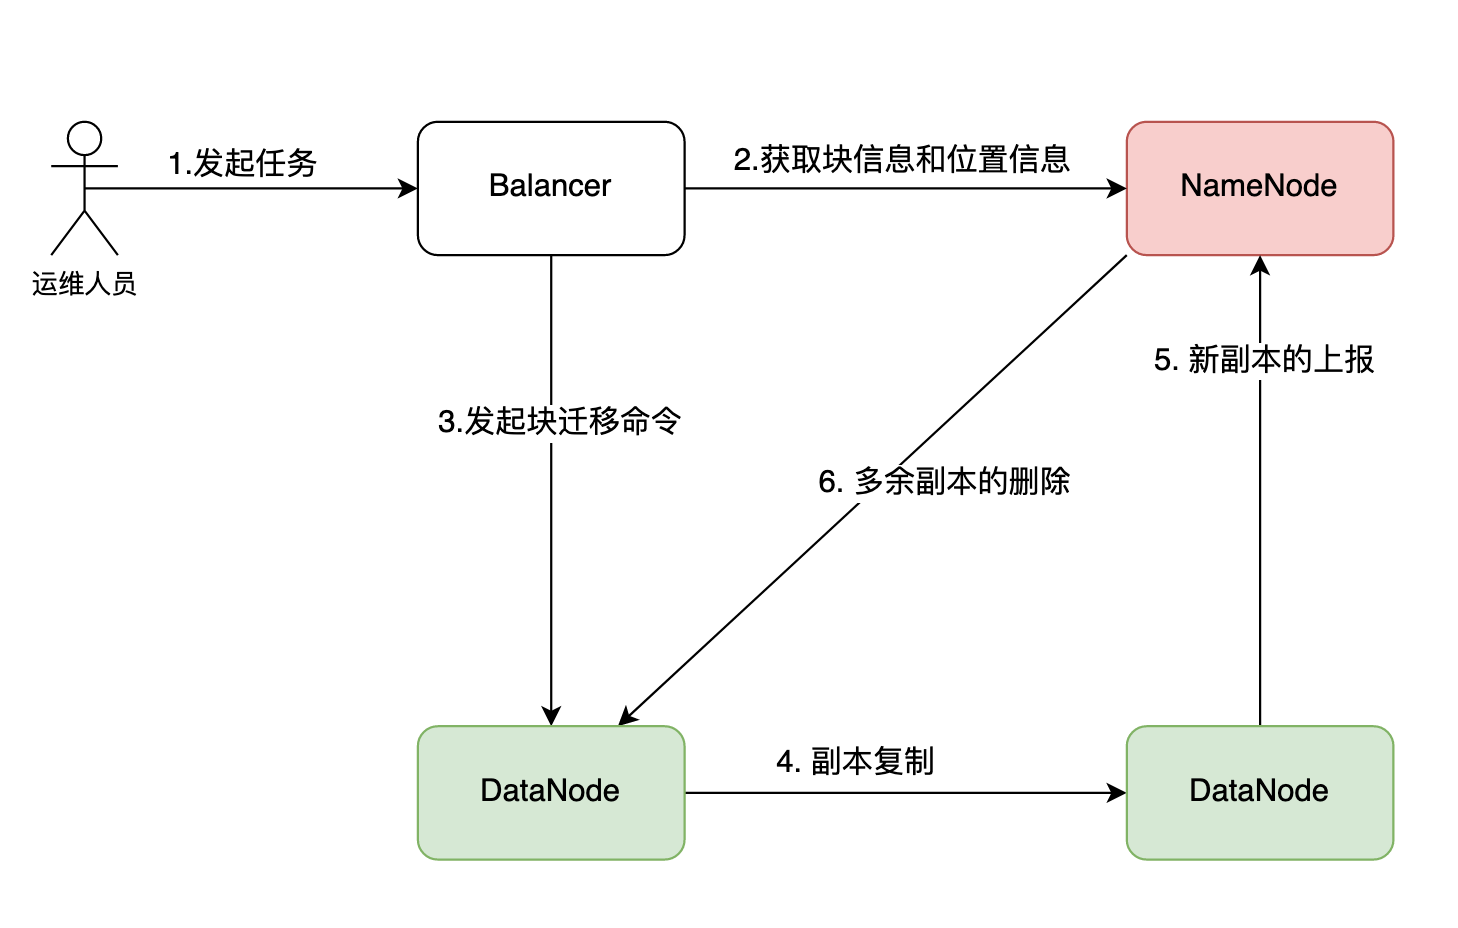 1.发起任务
Balancer
2.获取块信息和位置信息
NameNode
运维人员
3.发起块迁移命令
5. 新副本的上报
6. 多余副本的删除
DataNode
4. 副本复制
DataNode